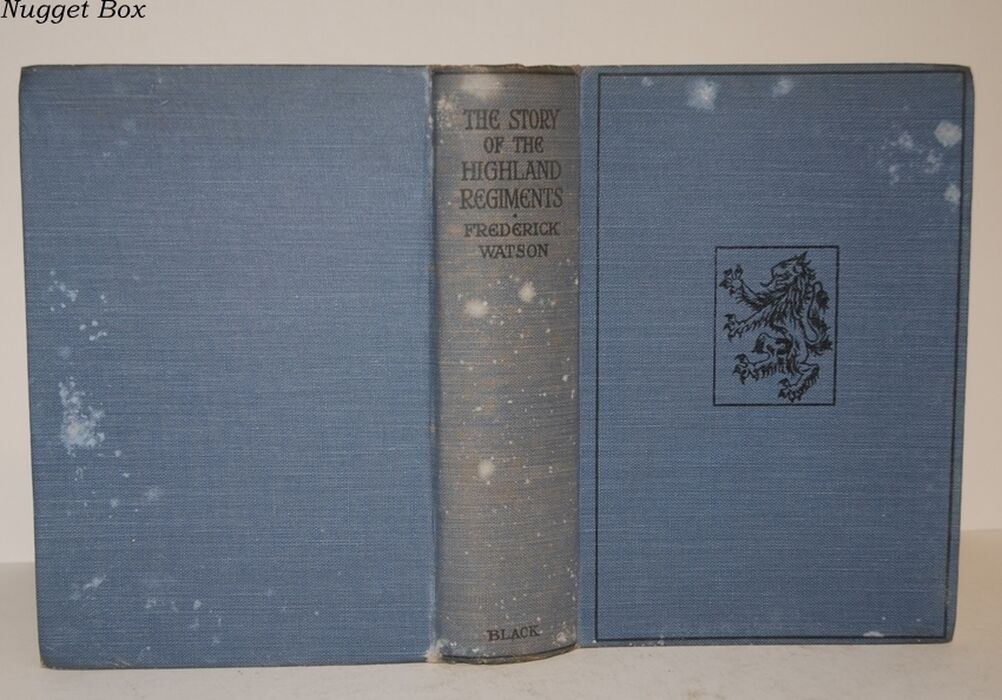 Nugget Box
THE STORY
OF THE
HIGHLAND
REGIMENTS
FREDERICK
WATSON
BLACK